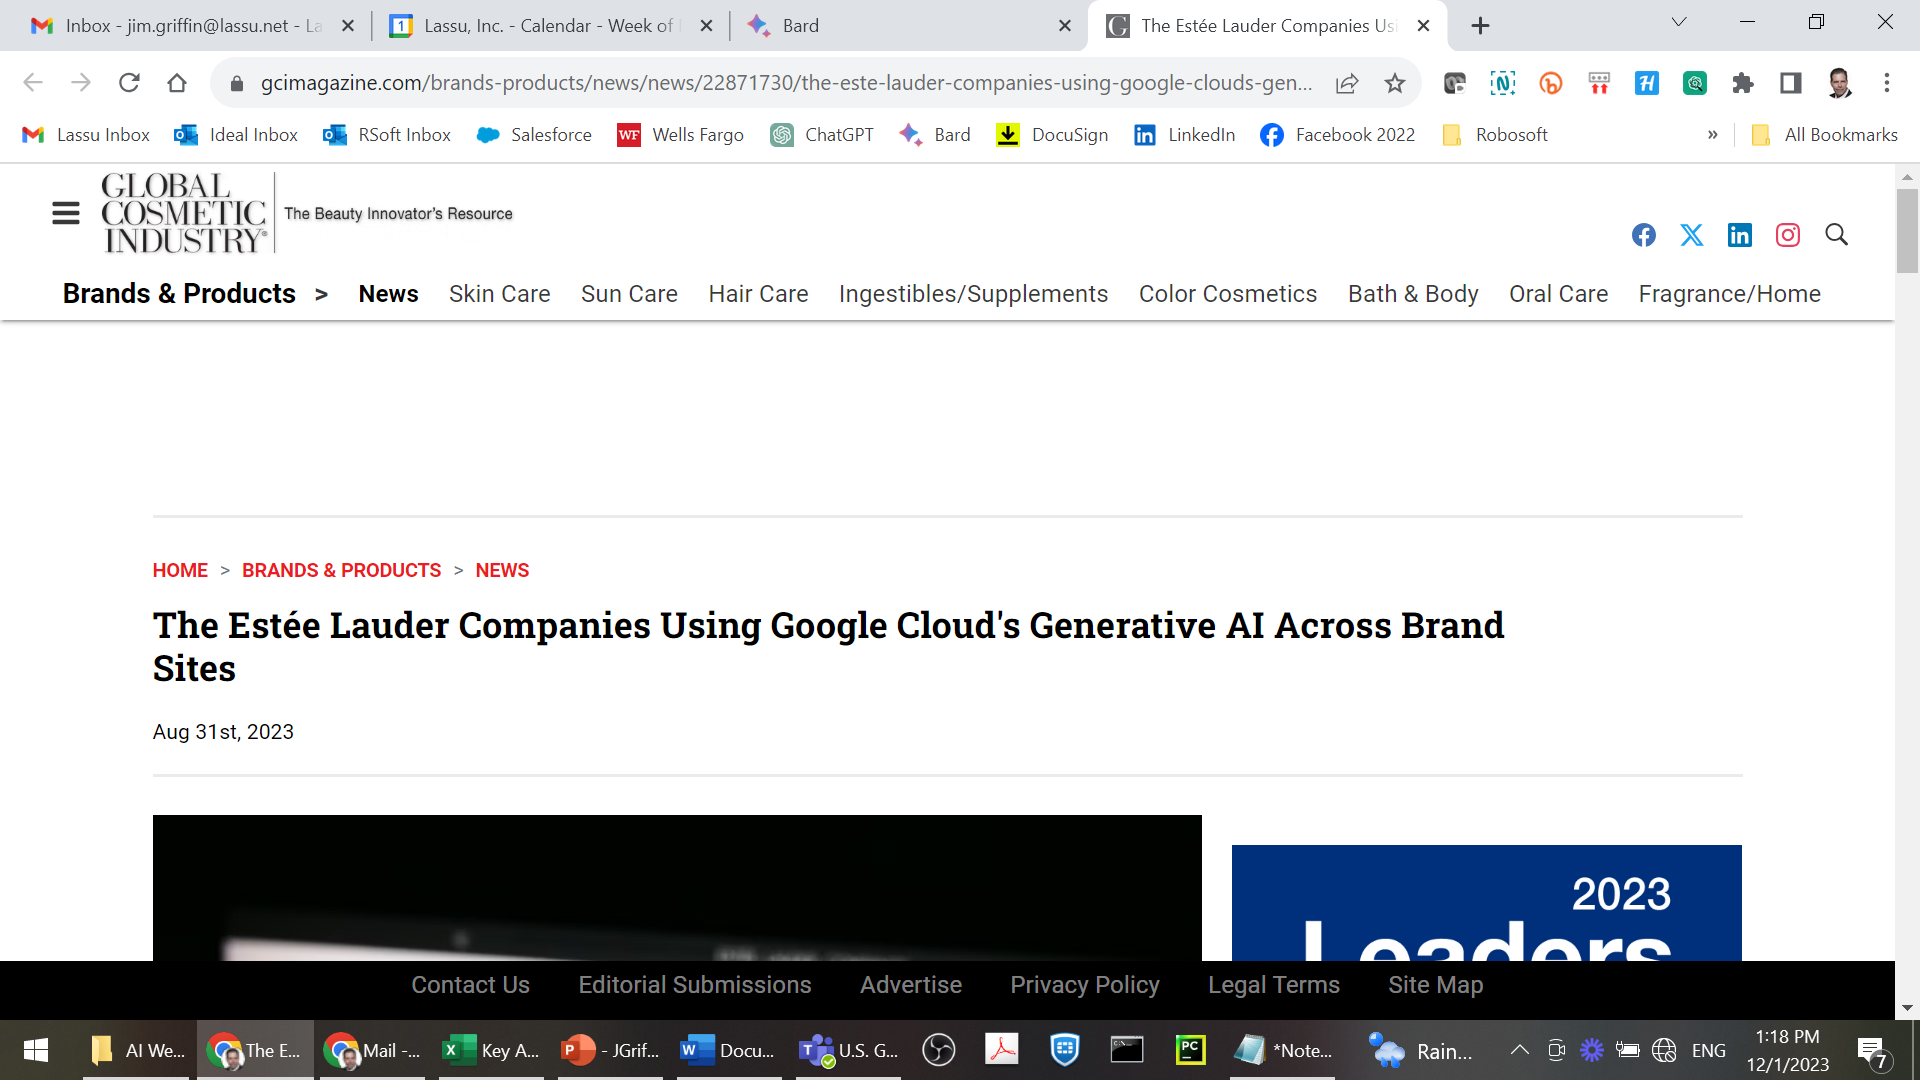 Inbox - jim.griffin@lassu.net - La
Lassu, Inc. - Calendar - Week of
Bard
The Estée Lauder Companies Usi
gcimagazine.com/brands-products/news/news/22871730/the-este-lauder-companies-using-google-clouds-gen...
Lassu Inbox
Ideal Inbox
RSoft Inbox
Salesforce
WF Wells Fargo
ChatGPT
Bard
DocuSign
LinkedIn
Facebook 2022
Robosoft
»
All Bookmarks
GLOBAL
COSMETIC
INDUSTRY®
The Beauty Innovator's Resource
Brands & Products > News Skin Care Sun Care Hair Care Ingestibles/Supplements Color Cosmetics Bath & Body Oral Care Fragrance/Home
HOME > BRANDS & PRODUCTS > NEWS
The Estée Lauder Companies Using Google Cloud's Generative AI Across Brand
Sites
Aug 31st, 2023
2023
Leaders
Contact Us Editorial Submissions Advertise Privacy Policy Legal Terms Site Map
AI We...
The E...
Mail -...
Key A...
- JGrif...
Docu...
U.S. G...
*Note...
Rain...
ENG
1:18 PM
12/1/2023
7